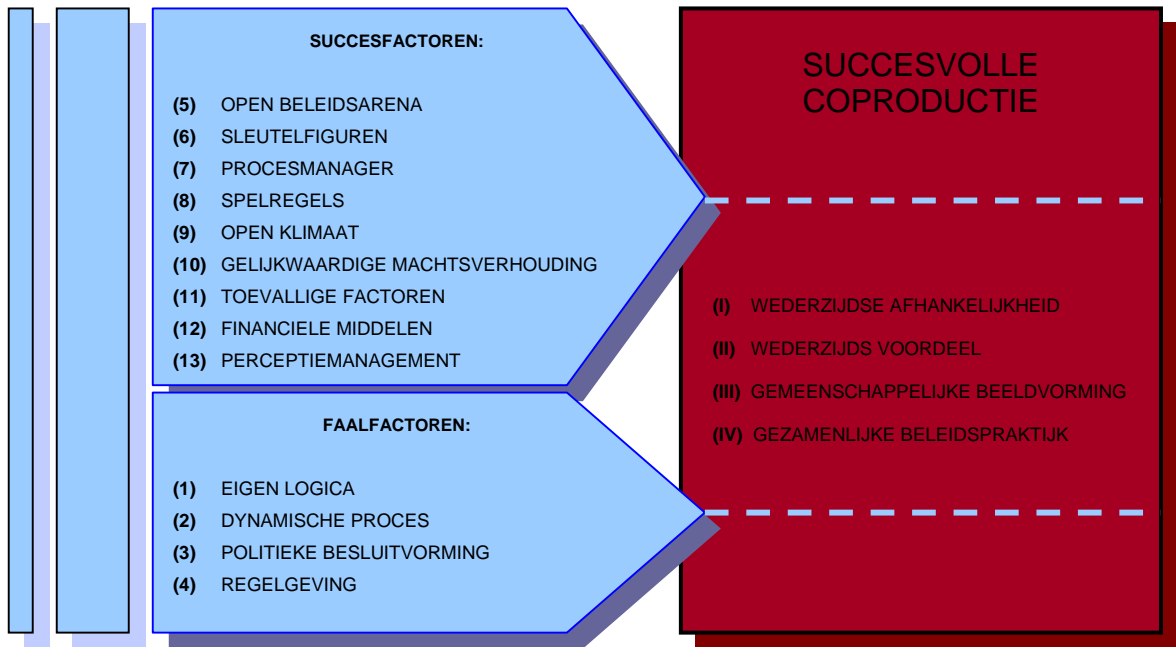 SUCCESFACTOREN:
(5) OPEN BELEIDSARENA
(6) SLEUTELFIGUREN
(7) PROCESMANAGER
(8) SPELREGELS
(9) OPEN KLIMAAT
(10) GELIJKWAARDIGE MACHTSVERHOUDING
(11) TOEVALLIGE FACTOREN
(12) FINANCIELE MIDDELEN
(13) PERCEPTIEMANAGEMENT
FAALFACTOREN:
(1) EIGEN LOGICA
(2) DYNAMISCHE PROCES
(3) POLITIEKE BESLUITVORMING
(4) REGELGEVING
SUCCESVOLLE
COPRODUCTIE
(I) WEDERZIJDSE AFHANKELIJKHEID
(II) WEDERZIJDS VOORDEEL
(III) GEMEENSCHAPPELIJKE BEELDVORMING
(IV) GEZAMENLIJKE BELEIDSPRAKTIJK